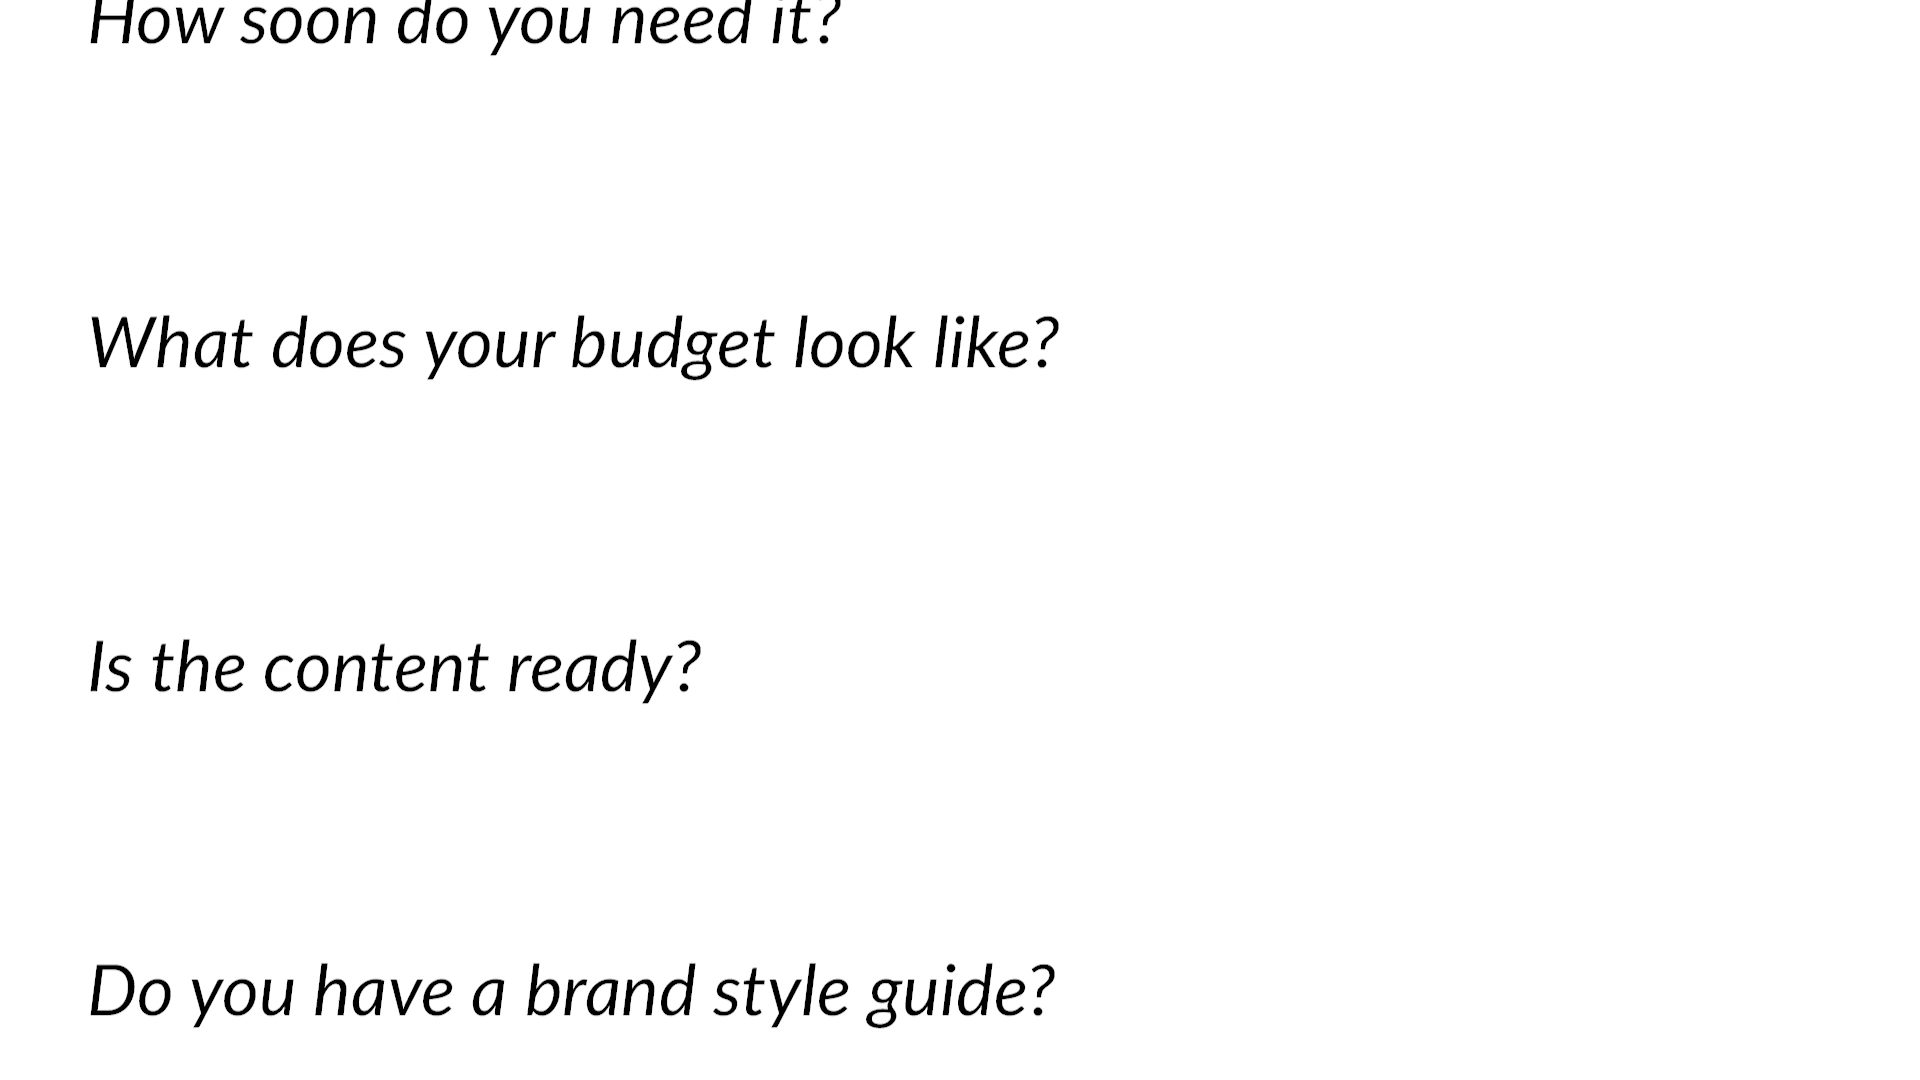 How soon do you need it?
What does your budget look like?
Is the content ready?
Do you have a brand style guide?